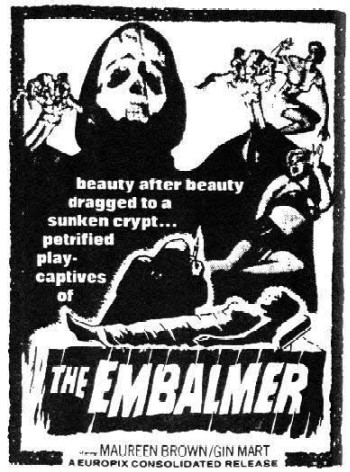 beauty after beauty
dragged to a
sunken crypt...
petrified
play-
captives
of
THE EMBALMER
MAUREEN BROWN/GIN MART
A EUROPIX CONSOLIDATED RELEASE